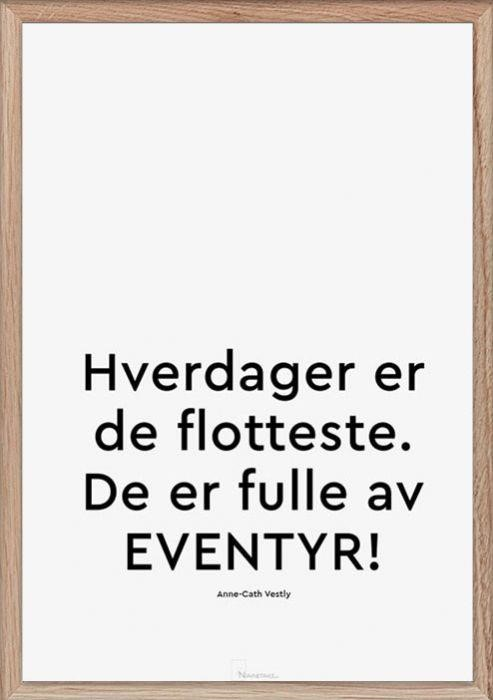 Hverdager er
de flotteste.
De er fulle av
EVENTYR!
Anne-Cath Vestly